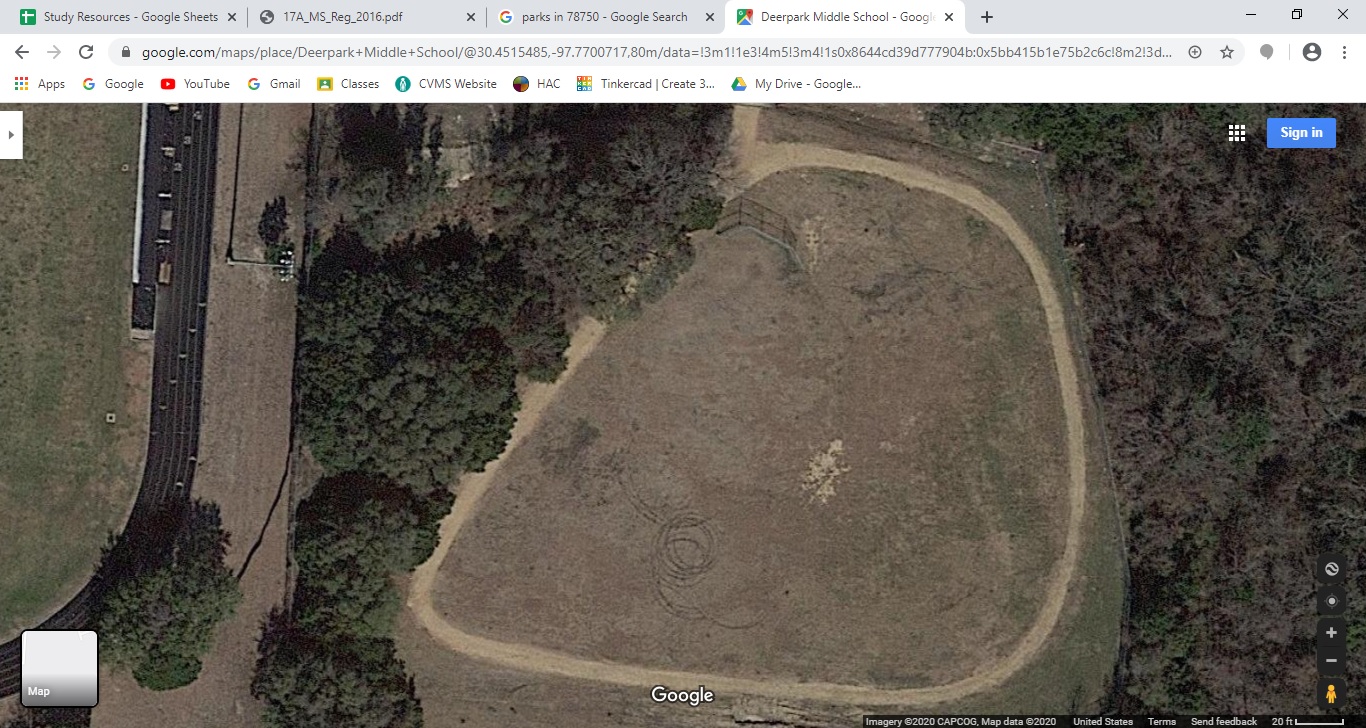 Study Resources - Google Sheets
17A_MS_Reg_2016.pdf
parks in 78750 - Google Search
Deerpark Middle School - Googl
google.com/maps/place/Deerpark+Middle+School/@30.4515485,-97.7700717,80m/data=!3m1!1e3!4m5!3m4!1s0x8644cd39d777904b:0x5bb415b1e75b2c6c!8m2!3d...
Apps
Google
YouTube
Gmail
Classes
CVMS Website
HAC
Tinkercad | Create 3...
My Drive - Google...
Sign in
Map
Google
Imagery ©2020 CAPCOG, Map data ©2020
United States
Terms
Send feedback
20 ft